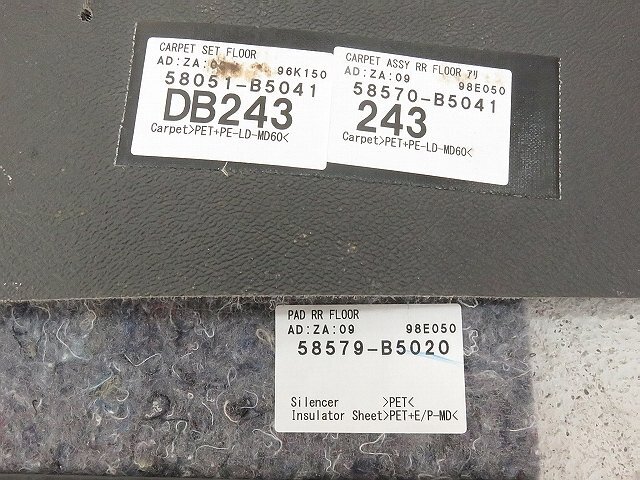 CARPET SET FLOOR
AD:ZA:09 96K150
58051-B5041
DB243
Carpet>PET+PE-LD-MD60<
CARPET ASSY RR FLOOR アリ
AD:ZA:09 98E050
58570-B5041
243
Carpet>PET+PE-LD-MD60<
PAD RR FLOOR
AD:ZA:09 98E050
58579-B5020
Silencer >PET<
Insulator Sheet>PET+E/P-MD<